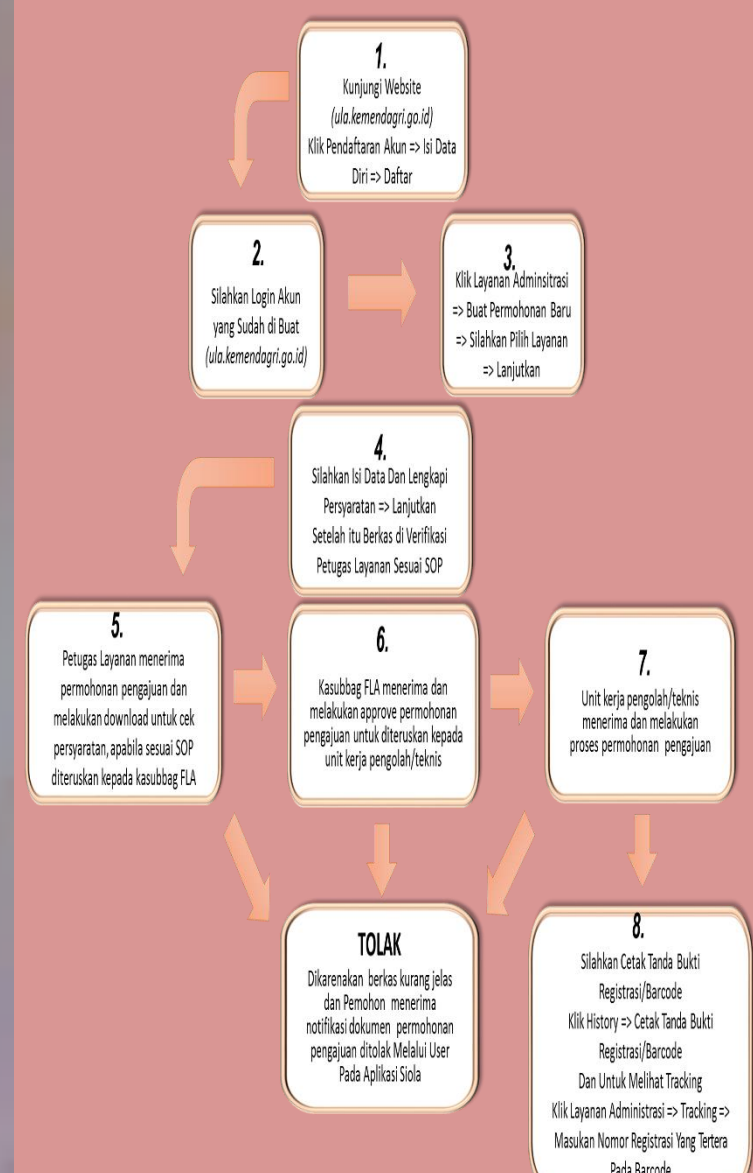 1.
Kunjungi Website
(ula.kemendagri.go.id)
Klik Pendaftaran Akun => Isi Data
Diri => Daftar
2.
Silahkan Login Akun
yang Sudah di Buat
(ula.kemendagri.go.id)
3.
Klik Layanan Adminsitrasi
=> Buat Permohonan Baru
=> Silahkan Pilih Layanan
=> Lanjutkan
4.
Silahkan Isi Data Dan Lengkapi
Persyaratan => Lanjutkan
Setelah itu Berkas di Verifikasi
Petugas Layanan Sesuai SOP
5.
Petugas Layanan menerima
permohonan pengajuan dan
melakukan download untuk cek
persyaratan, apabila sesuai SOP
diteruskan kepada kasubbag FLA
6.
Kasubbag FLA menerima dan
melakukan approve permohonan
pengajuan untuk diteruskan kepada
unit kerja pengolah/teknis
7.
Unit kerja pengolah/teknis
menerima dan melakukan
proses permohonan pengajuan
TOLAK
Dikarenakan berkas kurang jelas
dan Pemohon menerima
notifikasi dokumen permohonan
pengajuan ditolak Melalui User
Pada Aplikasi Siola
8.
Silahkan Cetak Tanda Bukti
Registrasi/Barcode
Klik History => Cetak Tanda Bukti
Registrasi/Barcode
Dan Untuk Melihat Tracking
Klik Layanan Administrasi => Tracking =>
Masukan Nomor Registrasi Yang Tertera
Pada Barcode